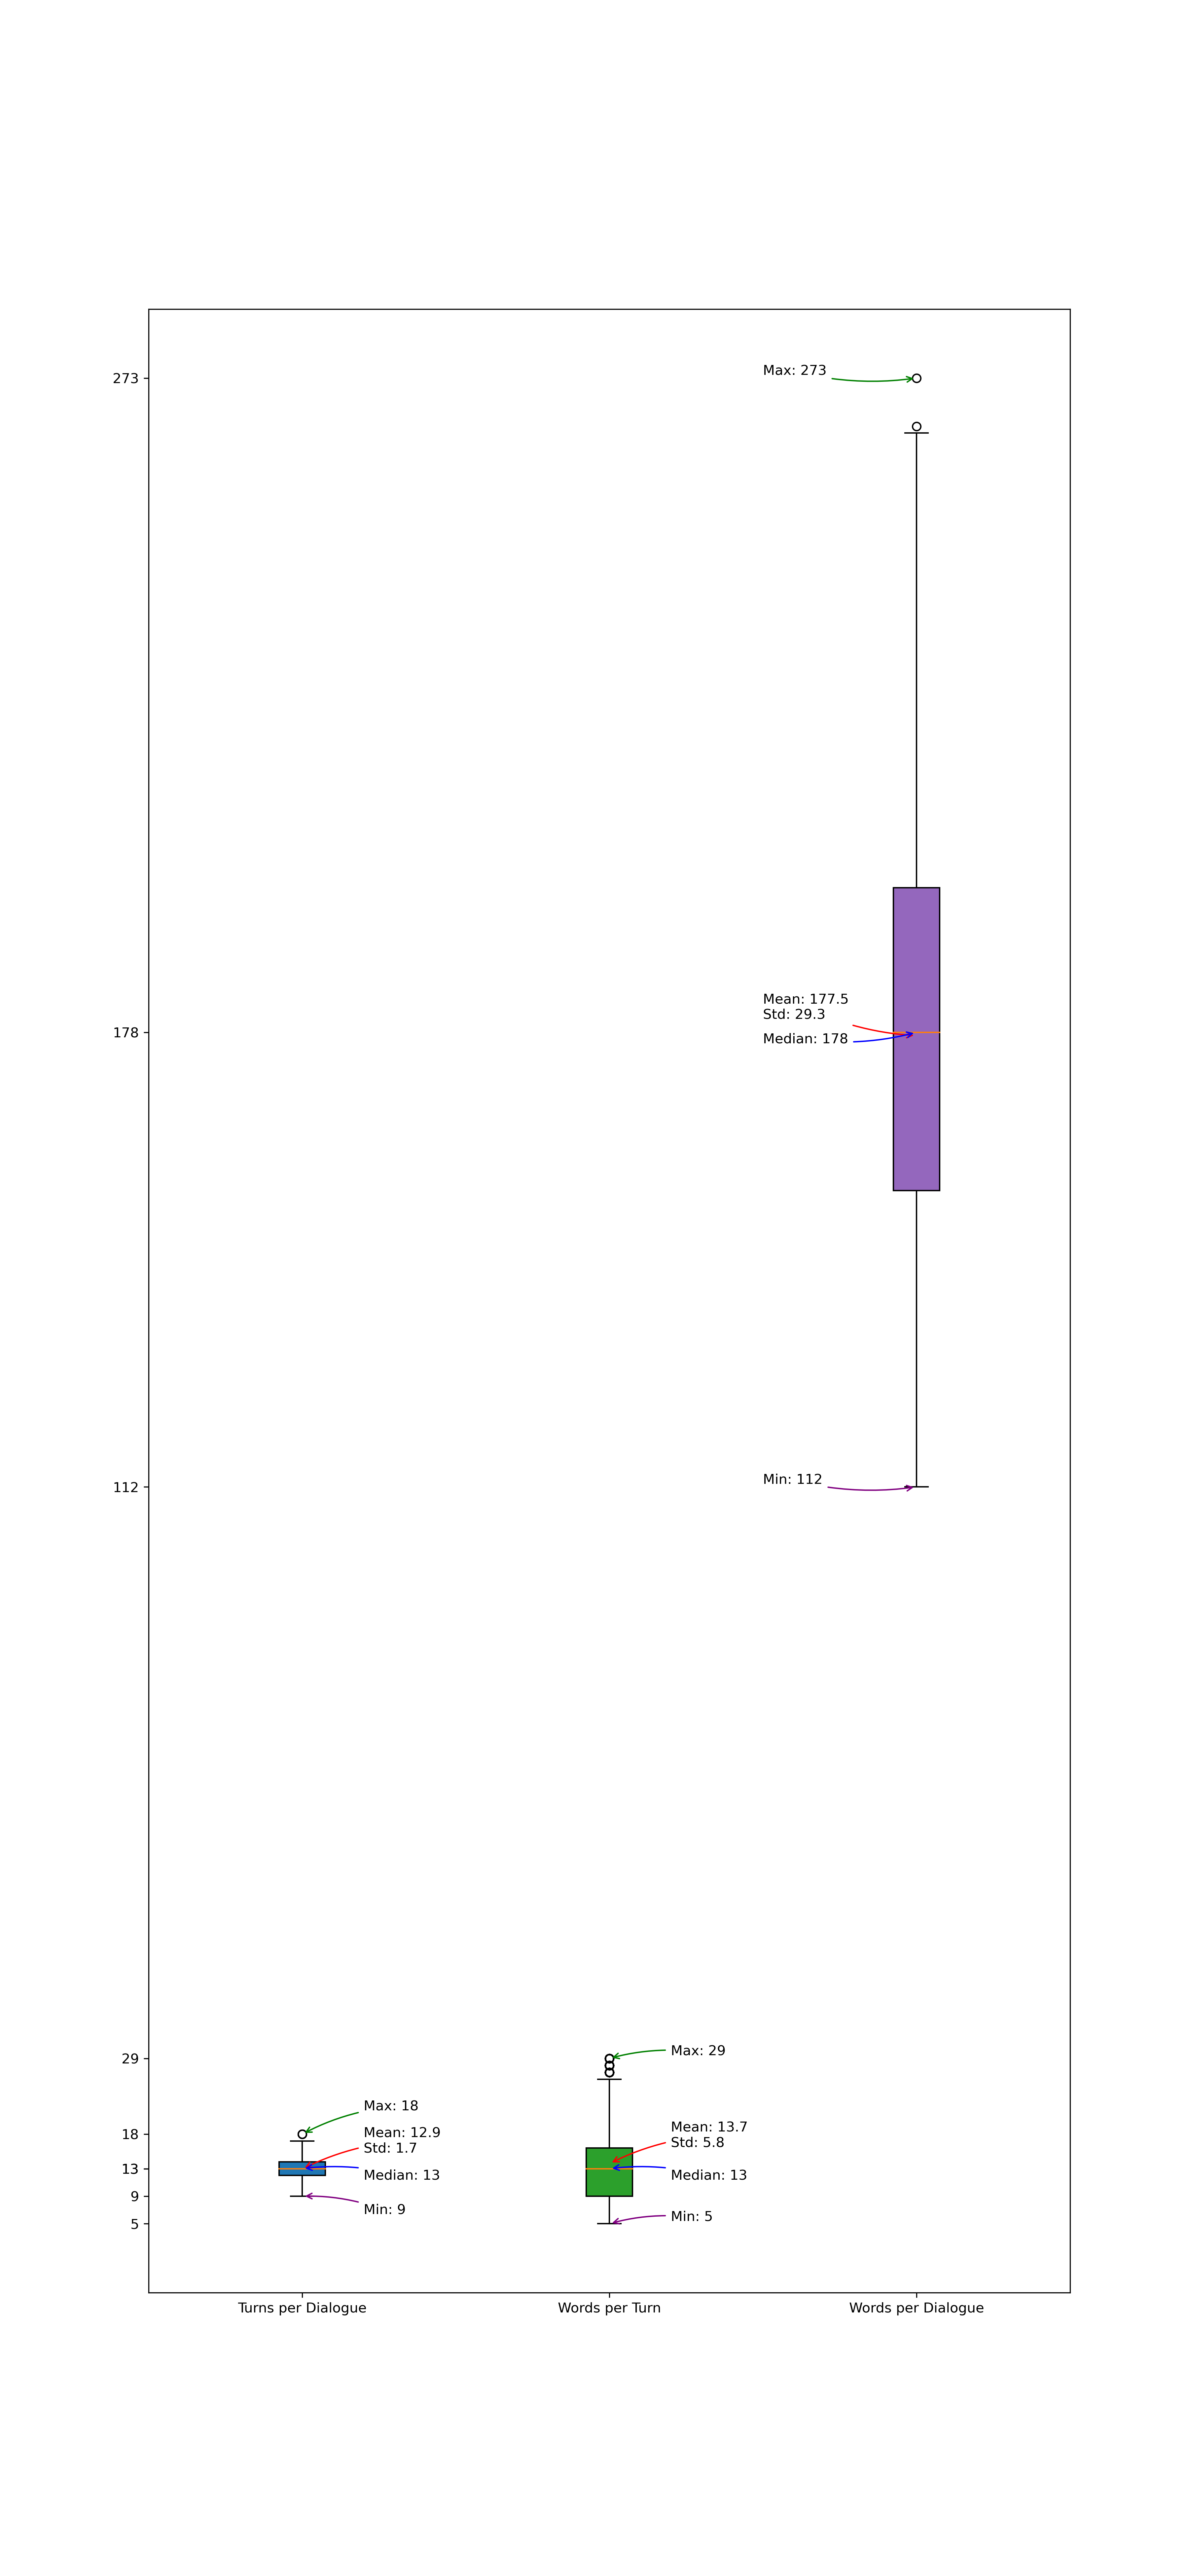 273
178
112
29
18
13
9
5
Max: 273
Mean: 177.5
Std: 29.3
Median: 178
Min: 112
Max: 29
Mean: 13.7
Std: 5.8
Median: 13
Min: 5
Max: 18
Mean: 12.9
Std: 1.7
Median: 13
Min: 9
Turns per Dialogue
Words per Turn
Words per Dialogue